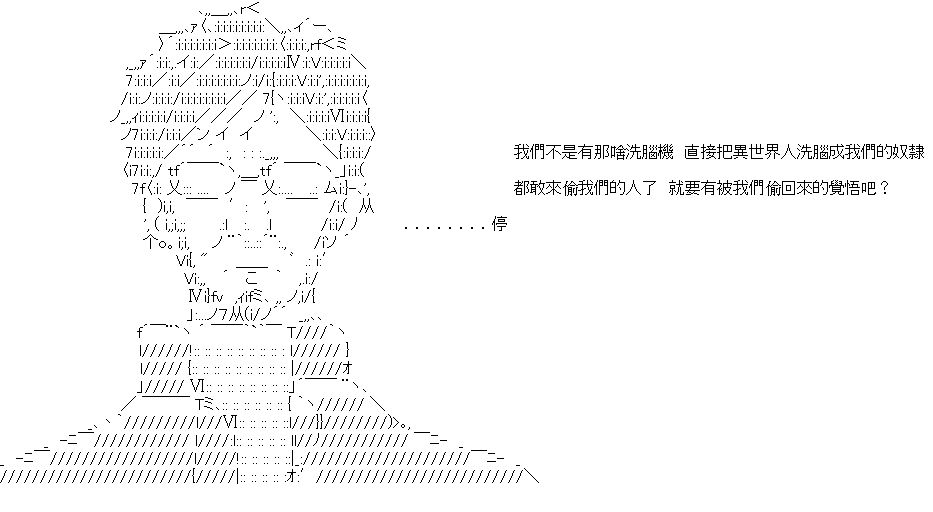 我們不是有那啥洗腦機 直接把異世界人洗腦成我們的奴隸
都敢來偷我們的人了 就要有被我們偷回來的覺悟吧？
........停